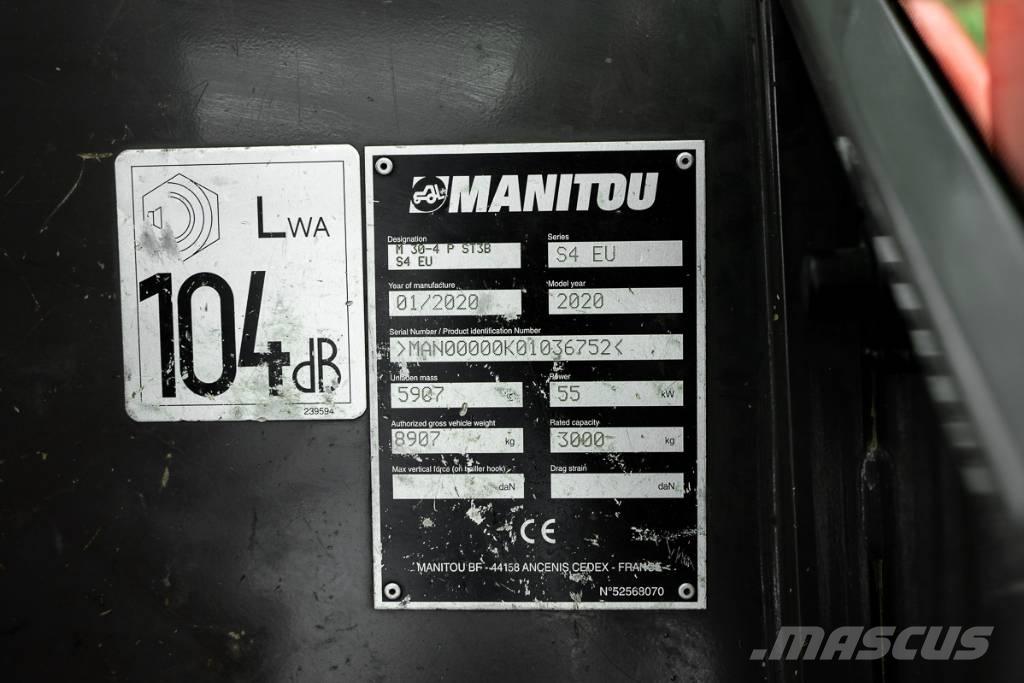 LWA
104dB
239594
MANITOU
Designation
M 30-4 P ST3B
S4 EU
Series
S4 EU
Year of manufacture
01/2020
Model year
2020
Serial Number / Product identification Number
>MAN00000K01036752<
Unladen mass
5907 kg
Power
55 kW
Authorized gross vehicle weight
8907 kg
Rated capacity
3000 kg
Max vertical force (on trailer hook)
daN
Drag strain
daN
CE
MANITOU BF - 44158 ANCENIS CEDEX - FRANCE
N°52568070
.MASCUS